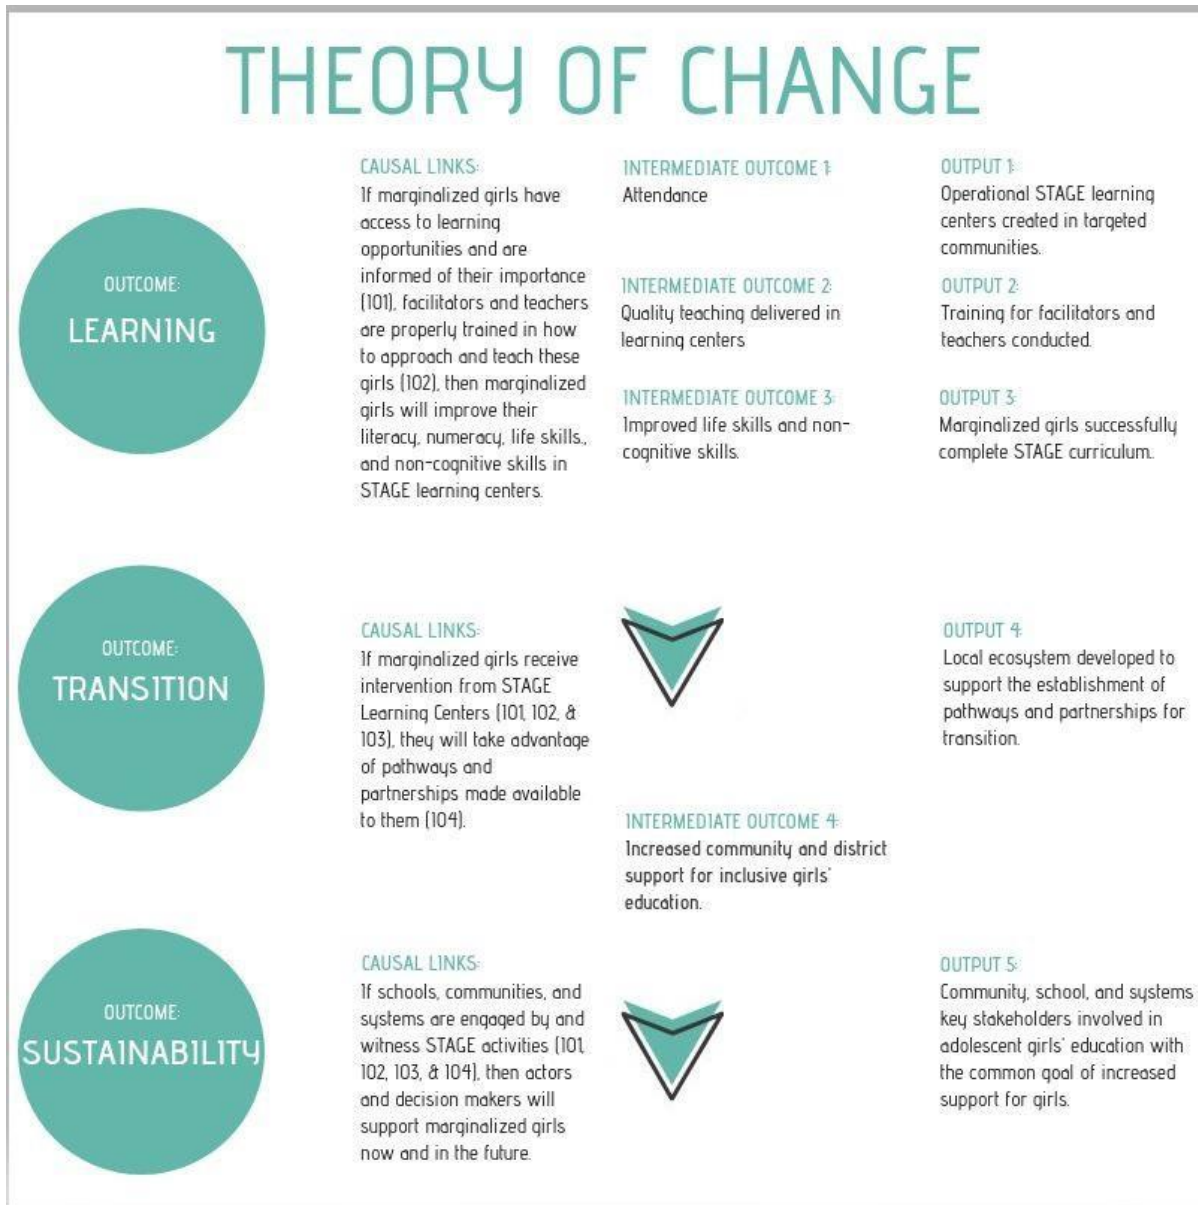 THEORY OF CHANGE
OUTCOME:
LEARNING
CAUSAL LINKS:
If marginalized girls have
access to learning
opportunities and are
informed of their importance
(101), facilitators and teachers
are properly trained in how
to approach and teach these
girls (102), then marginalized
girls will improve their
literacy, numeracy, life skills.,
and non-cognitive skills in
STAGE learning centers.
INTERMEDIATE OUTCOME 1:
Attendance
INTERMEDIATE OUTCOME 2:
Quality teaching delivered in
learning centers
INTERMEDIATE OUTCOME 3:
Improved life skills and non-
cognitive skills.
OUTPUT 1:
Operational STAGE learning
centers created in targeted
communities.
OUTPUT 2:
Training for facilitators and
teachers conducted.
OUTPUT 3:
Marginalized girls successfully
complete STAGE curriculum.
OUTCOME:
TRANSITION
CAUSAL LINKS:
If marginalized girls receive
intervention from STAGE
Learning Centers (101, 102, &
103), they will take advantage
of pathways and
partnerships made available
to them (104).
OUTPUT 4:
Local ecosystem developed to
support the establishment of
pathways and partnerships for
transition.
INTERMEDIATE OUTCOME 4:
Increased community and district
support for inclusive girls'
education.
OUTCOME:
SUSTAINABILITY
CAUSAL LINKS:
If schools, communities, and
systems are engaged by and
witness STAGE activities (101,
102, 103, & 104), then actors
and decision makers will
support marginalized girls
now and in the future.
OUTPUT 5:
Community, school, and systems
key stakeholders involved in
adolescent girls' education with
the common goal of increased
support for girls.